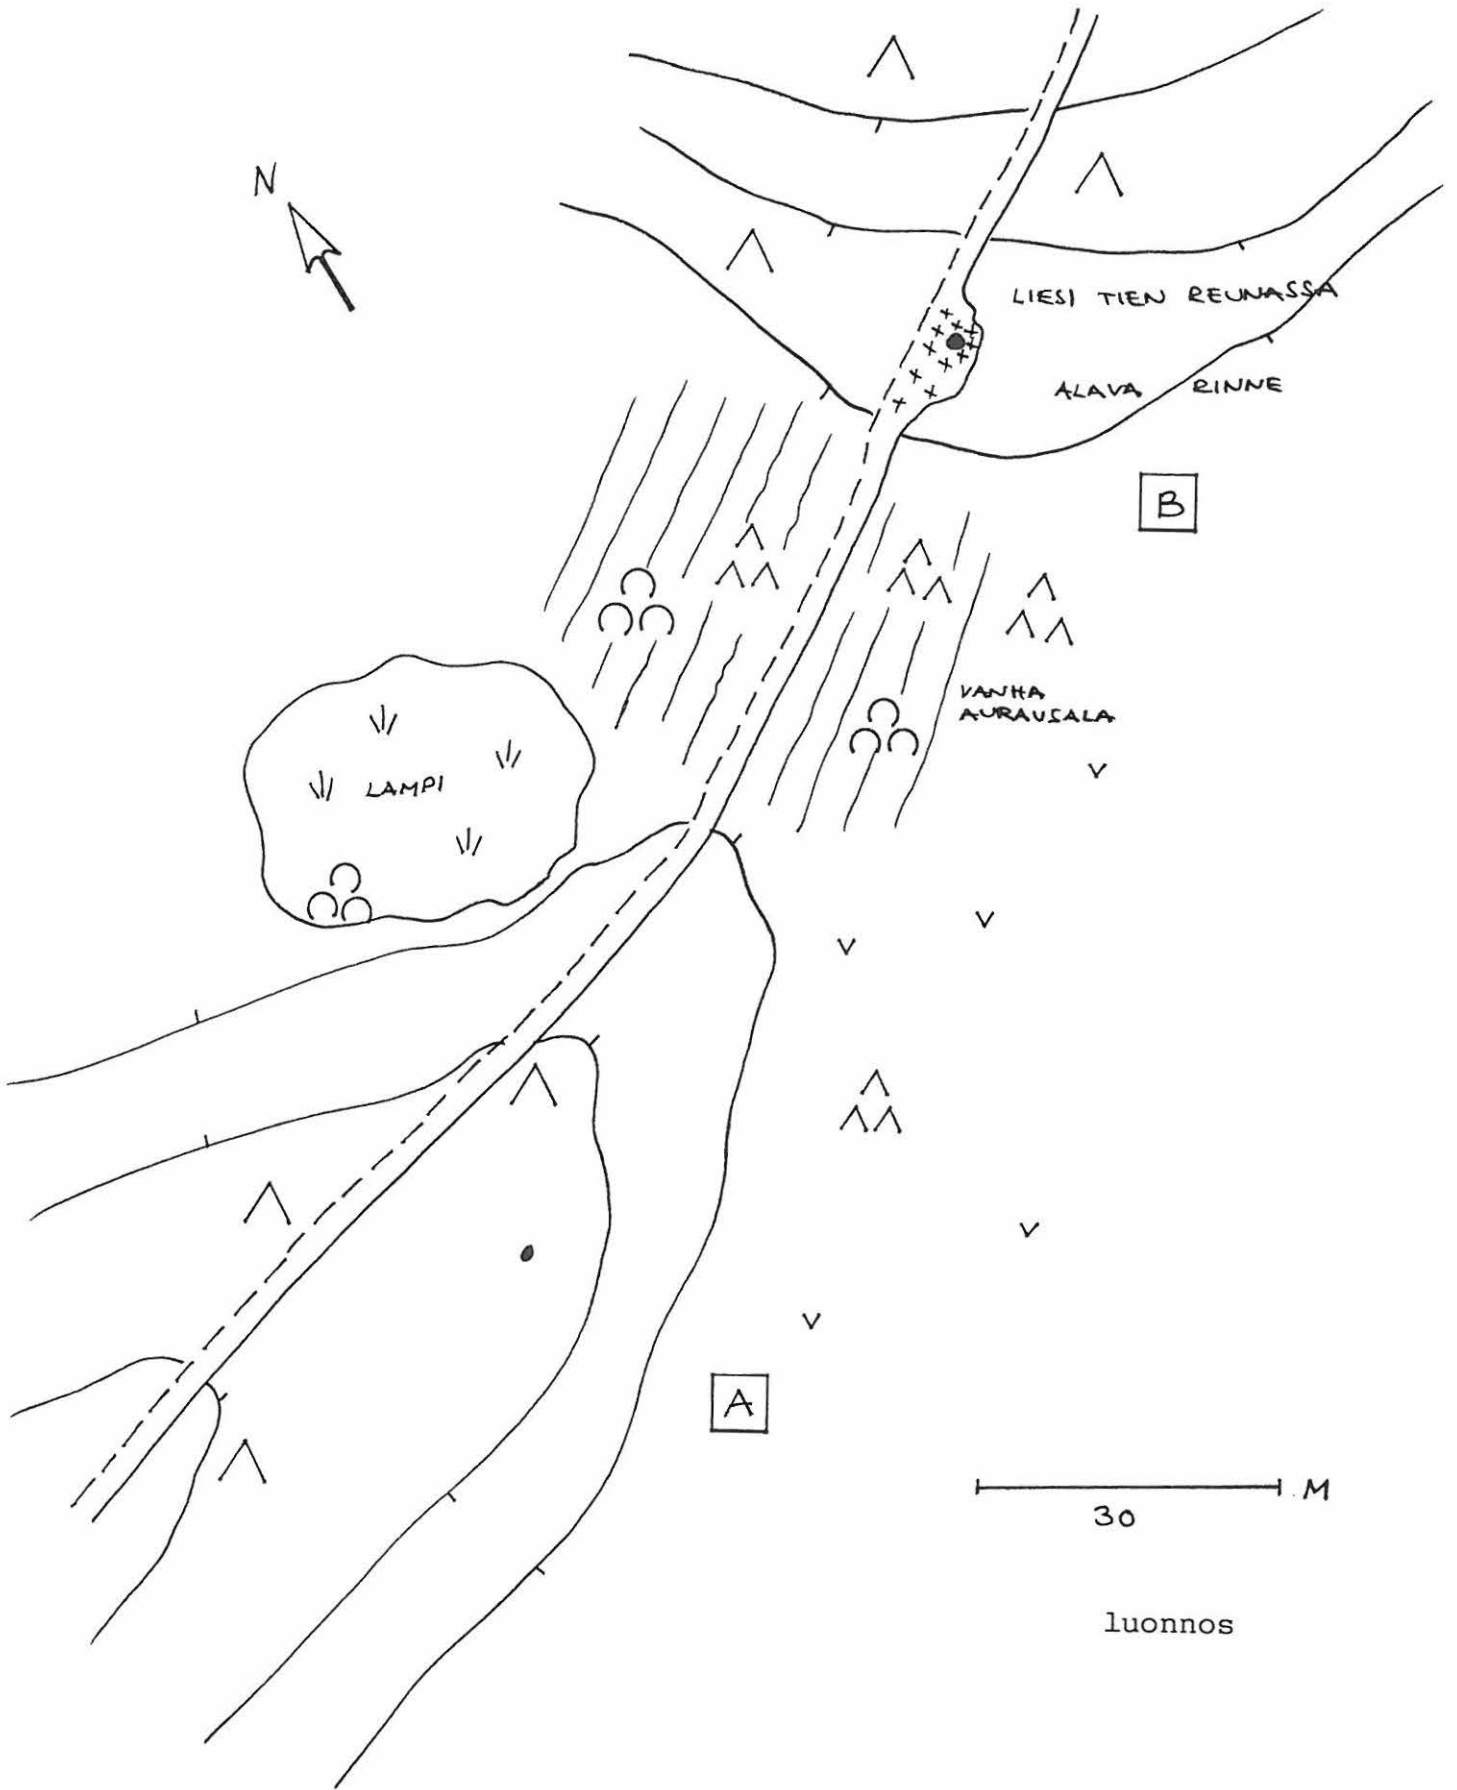 N
LIESI TIEN REUNASSA
ALAVA RINNE
B
VANHA
AURAUSALA
LAMPI
A
M
30
luonnos